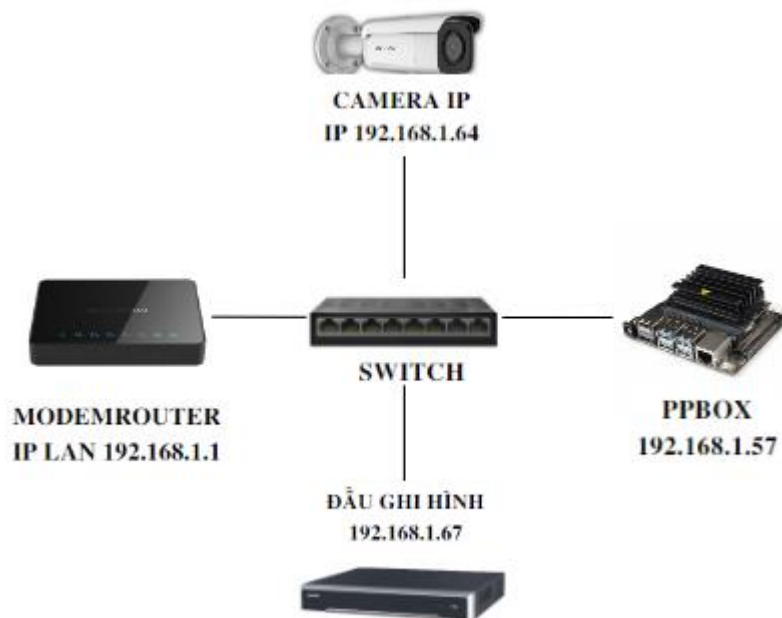 CAMERA IP
IP 192.168.1.64
SWITCH
MODEMROUTER
IP LAN 192.168.1.1
PPBOX
192.168.1.57
ĐẦU GHI HÌNH
192.168.1.67